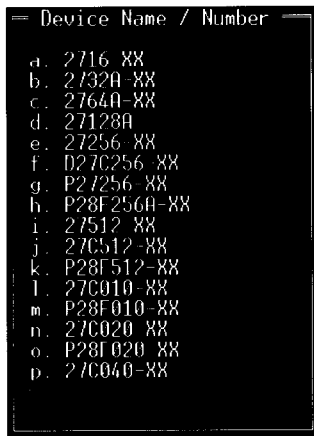 Device Name / Number
a. 2716-XX
b. 2732A-XX
c. 2764A-XX
d. 27128A
e. 27256-XX
f. D27C256-XX
g. P27256-XX
h. P28F256A-XX
i. 27512-XX
j. 27C512-XX
k. P28F512-XX
l. 27C010-XX
m. P28F010-XX
n. 27C020-XX
o. P28F020-XX
p. 27C040-XX